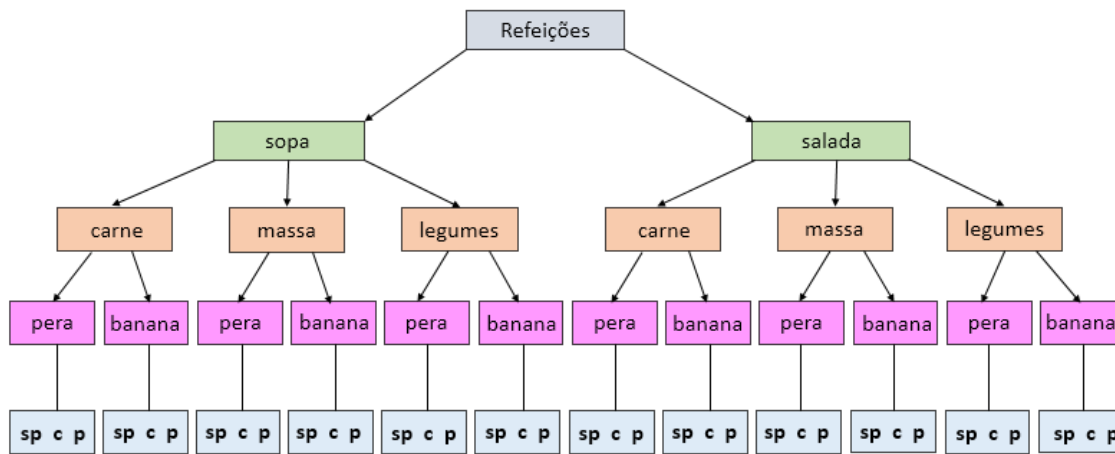 Refeições
sopa salada
carne massa legumes carne massa legumes
pera banana pera banana pera banana pera banana pera banana pera banana
sp c p sp c p sp c p sp c p sp c p sp c p sp c p sp c p sp c p sp c p sp c p sp c p